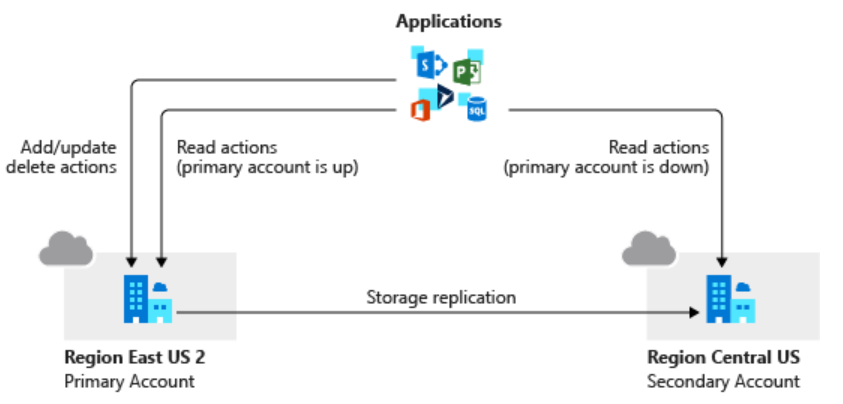 Applications
S
P
SQL
Add/update
delete actions
Read actions
(primary account is up)
Read actions
(primary account is down)
Storage replication
Region East US 2
Primary Account
Region Central US
Secondary Account